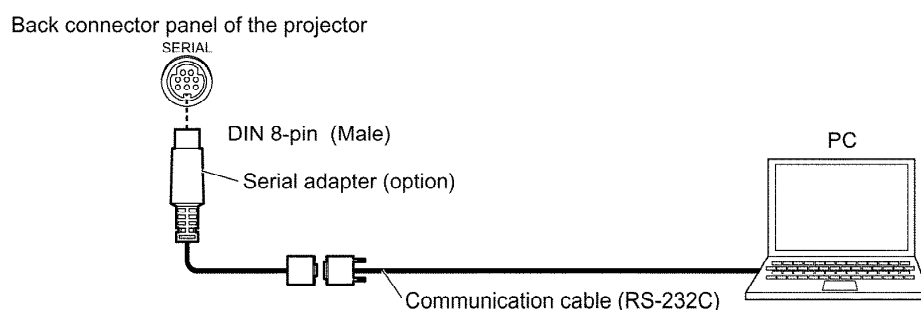 Back connector panel of the projector
SERIAL
DIN 8-pin (Male)
PC
Serial adapter (option)
Communication cable (RS-232C)